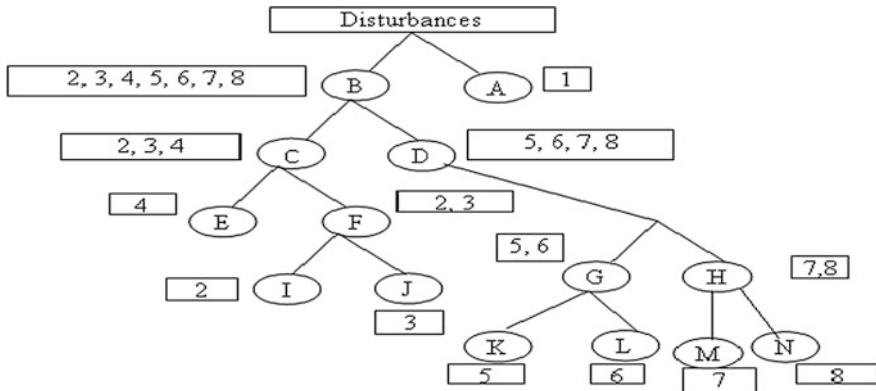 Disturbances
2, 3, 4, 5, 6, 7, 8
B
A
1
2, 3, 4
C
D
5, 6, 7, 8
4
E
F
2, 3
5, 6
G
H
7,8
2
I
J
3
K
L
M
N
5
6
7
8